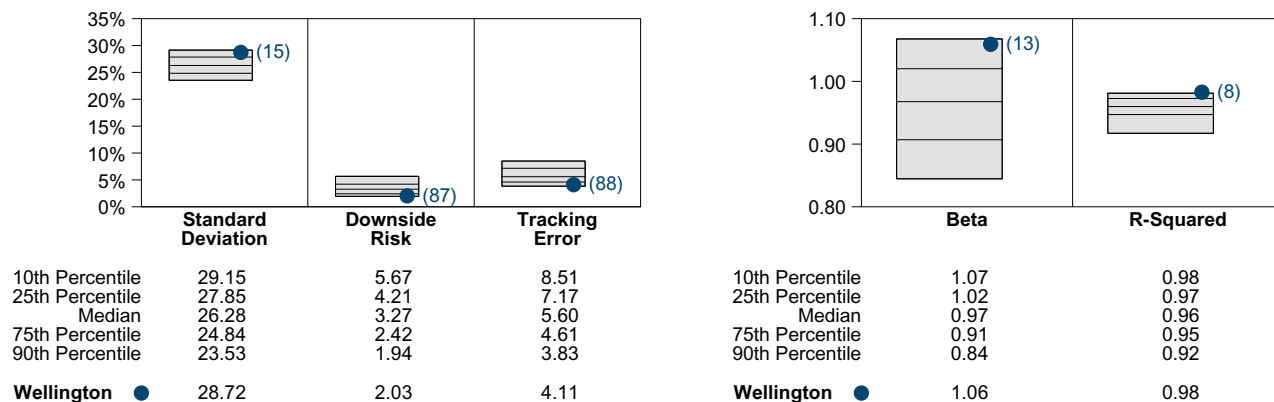 35%
30%
25%
20%
15%
10%
5%
0%
(15)
(87)
(88)
Standard Deviation
Downside Risk
Tracking Error
10th Percentile 29.15 5.67 8.51
25th Percentile 27.85 4.21 7.17
Median 26.28 3.27 5.60
75th Percentile 24.84 2.42 4.61
90th Percentile 23.53 1.94 3.83
Wellington 28.72 2.03 4.11
1.10
1.00
0.90
0.80
(13)
(8)
Beta
R-Squared
10th Percentile 1.07 0.98
25th Percentile 1.02 0.97
Median 0.97 0.96
75th Percentile 0.91 0.95
90th Percentile 0.84 0.92
Wellington 1.06 0.98